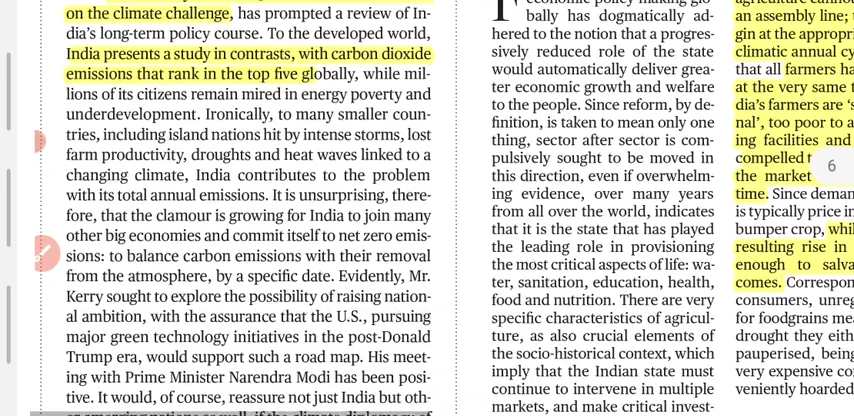 on the climate challenge, has prompted a review of In-
dia's long-term policy course. To the developed world,
India presents a study in contrasts, with carbon dioxide
emissions that rank in the top five globally, while mil-
lions of its citizens remain mired in energy poverty and
underdevelopment. Ironically, to many smaller coun-
tries, including island nations hit by intense storms, lost
farm productivity, droughts and heat waves linked to a
changing climate, India contributes to the problem
with its total annual emissions. It is unsurprising, there-
fore, that the clamour is growing for India to join many
other big economies and commit itself to net zero emis-
sions: to balance carbon emissions with their removal
from the atmosphere, by a specific date. Evidently, Mr.
Kerry sought to explore the possibility of raising nation-
al ambition, with the assurance that the U.S., pursuing
major green technology initiatives in the post-Donald
Trump era, would support such a road map. His meet-
ing with Prime Minister Narendra Modi has been posi-
tive. It would, of course, reassure not just India but oth-
T
bally has dogmatically ad-
hered to the notion that a progres-
sively reduced role of the state
would automatically deliver grea-
ter economic growth and welfare
to the people. Since reform, by de-
finition, is taken to mean only one
thing, sector after sector is com-
pulsively sought to be moved in
this direction, even if overwhelm-
ing evidence, over many years
from all over the world, indicates
that it is the state that has played
the leading role in provisioning
the most critical aspects of life: wa-
ter, sanitation, education, health,
food and nutrition. There are very
specific characteristics of agricul-
ture, as also crucial elements of
the socio-historical context, which
imply that the Indian state must
continue to intervene in multiple
markets, and make critical invest-
an assembly line;
gin at the appropri
climatic annual cy
that all farmers ha
at the very same t
dia's farmers are 's
nal', too poor to a
ing facilities and
compelled t
the market
time. Since deman
is typically price in
bumper crop, whil
resulting rise in
enough to salva
comes. Correspon
consumers, unreg
for foodgrains me
drought they eith
pauperised, being
very expensive co
veniently hoarded
6